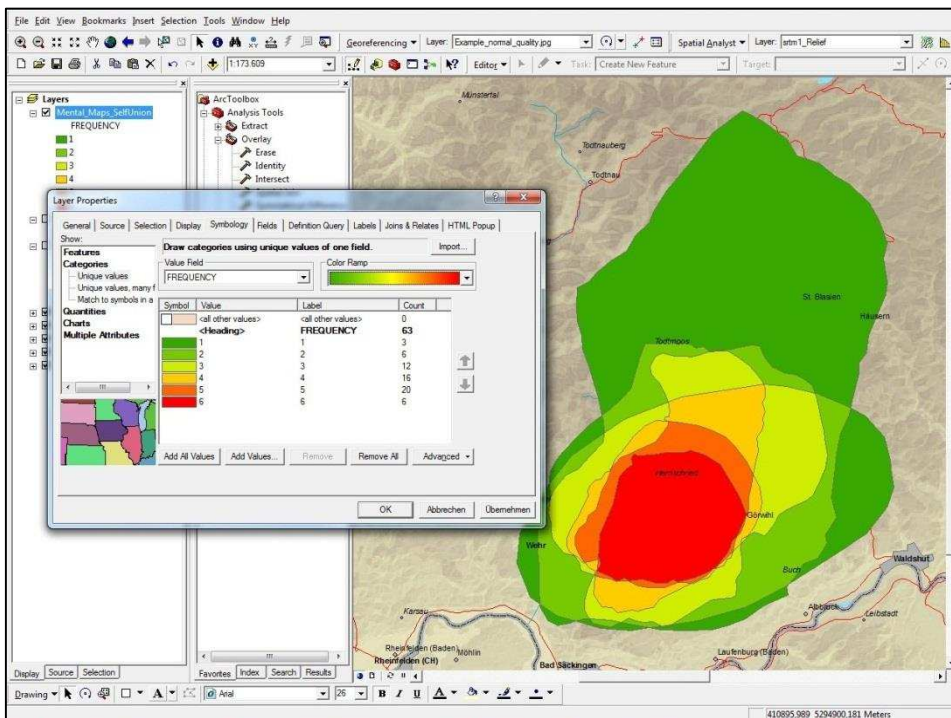 File Edit View Bookmarks Insert Selection Tools Window Help
Georeferencing Layer: Example_normal_quality.jpg Spatial Analyst Layer: srtm1_Relief
1:173.609 Editor Task: Create New Feature Target:
Layers
Mental_Maps_SelfUnion
FREQUENCY
1
2
3
4
ArcToolbox
Analysis Tools
Extract
Overlay
Erase
Identity
Intersect
Layer Properties
General Source Selection Display Symbology Fields Definition Query Labels Joins & Relates HTML Popup
Show:
Features
Categories
Unique values
Unique values, many f
Match to symbols in a
Quantities
Charts
Multiple Attributes
Draw categories using unique values of one field.
Import...
Value Field
FREQUENCY
Color Ramp
Symbol Value Label Count
<all other values> <all other values> 0
<Heading> FREQUENCY 63
1 1 3
2 2 6
3 3 12
4 4 16
5 5 20
6 6 6
Add All Values Add Values... Remove Remove All Advanced
OK Abbrechen Übernehmen
Münstertal
Todtnauberg
Todtnau
St. Blasien
Häusern
Todtmoos
Herrischried
Görwihl
Wehr
Buch
Waldshut
Albbruck
Leibstadt
Karsau
Rheinfelden (Baden)
Rheinfelden (CH)
Möhlin
Bad Säckingen
Laufenburg (Baden)
Display Source Selection
Favorites Index Search Results
Drawing Arial 26 B I U A
410895,989 5294900,181 Meters